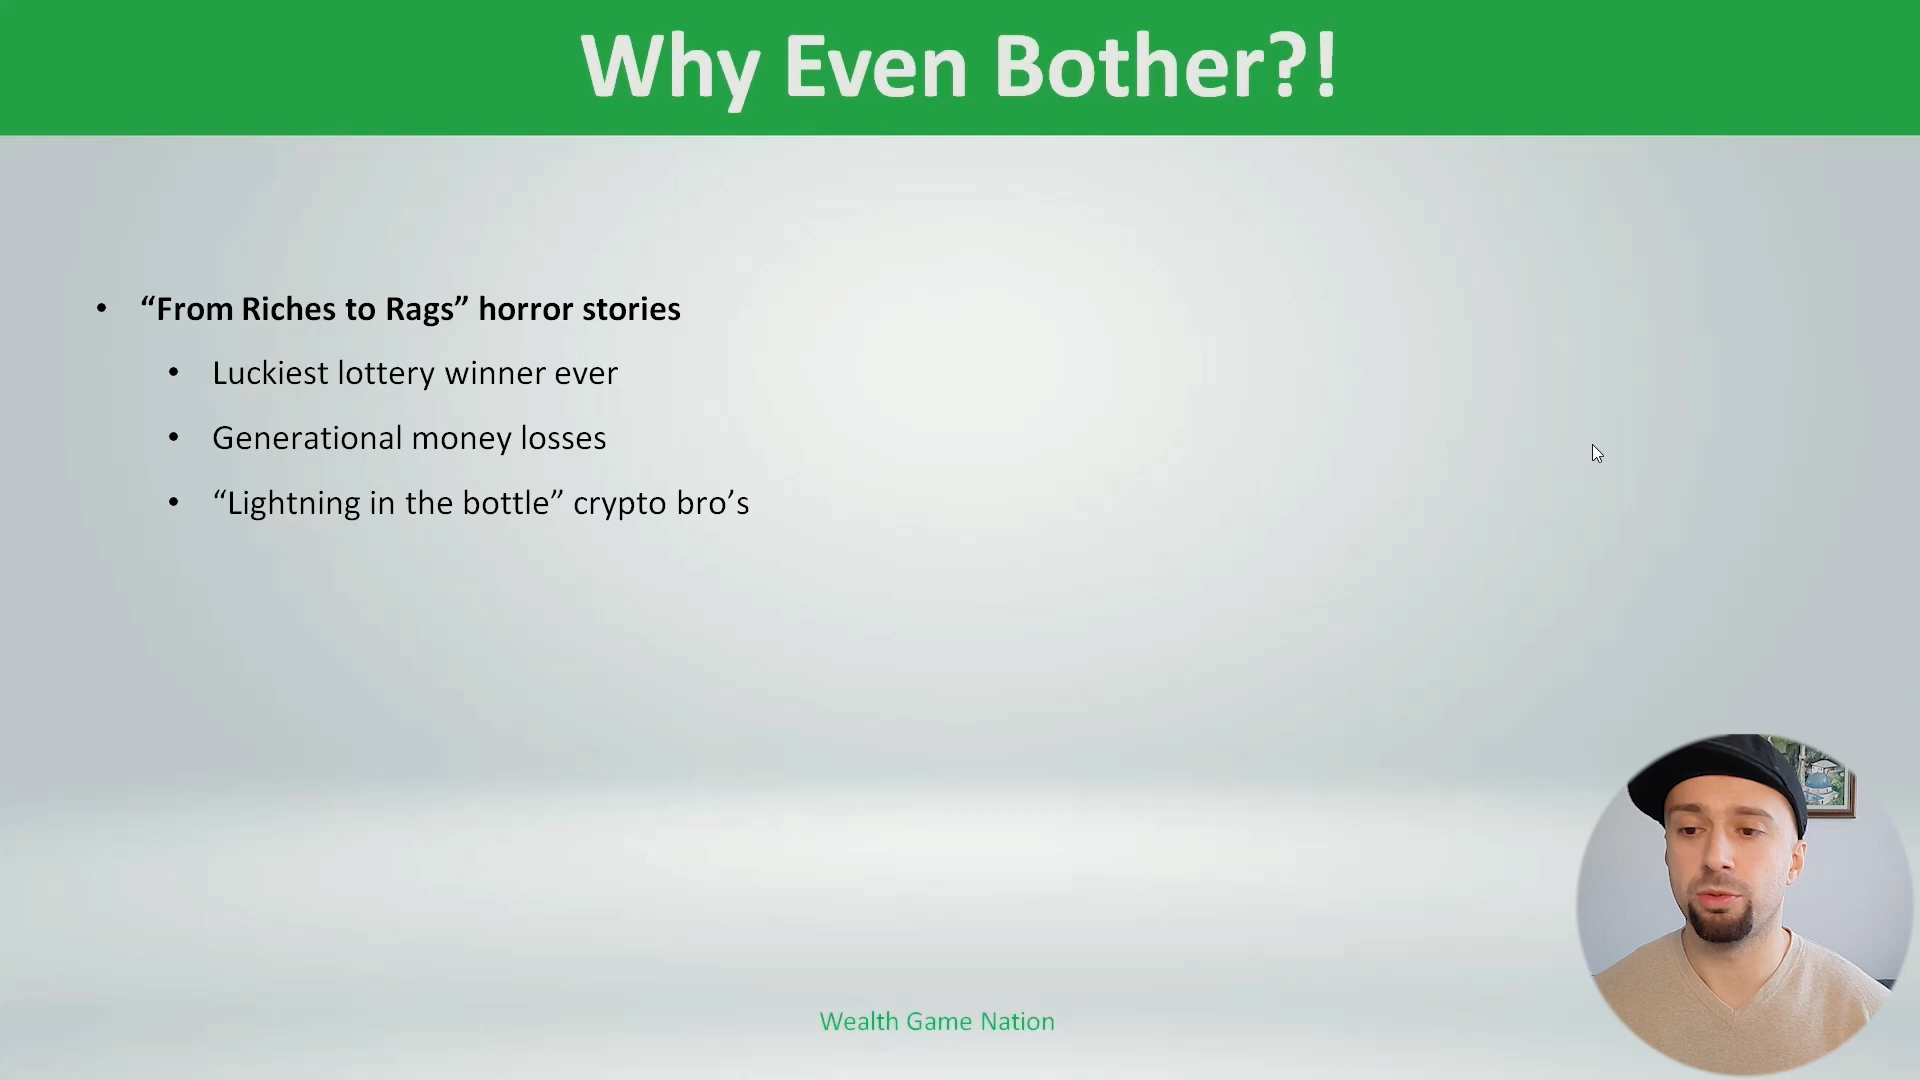 Why Even Bother?!
• “From Riches to Rags” horror stories
• Luckiest lottery winner ever
• Generational money losses
• “Lightning in the bottle” crypto bro’s
Wealth Game Nation